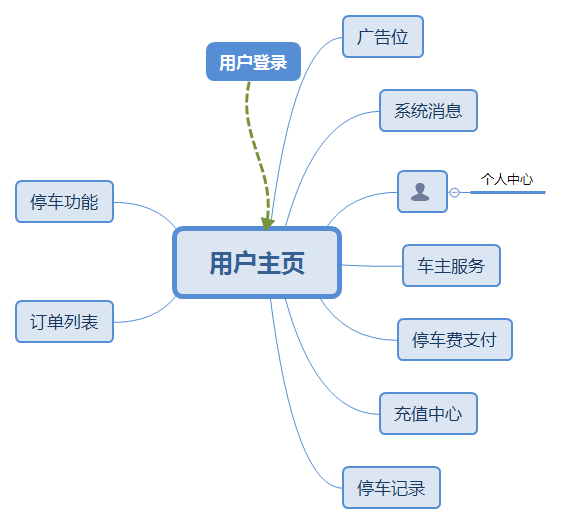 广告位
用户登录
系统消息
个人中心
停车功能
用户主页
车主服务
订单列表
停车费支付
充值中心
停车记录